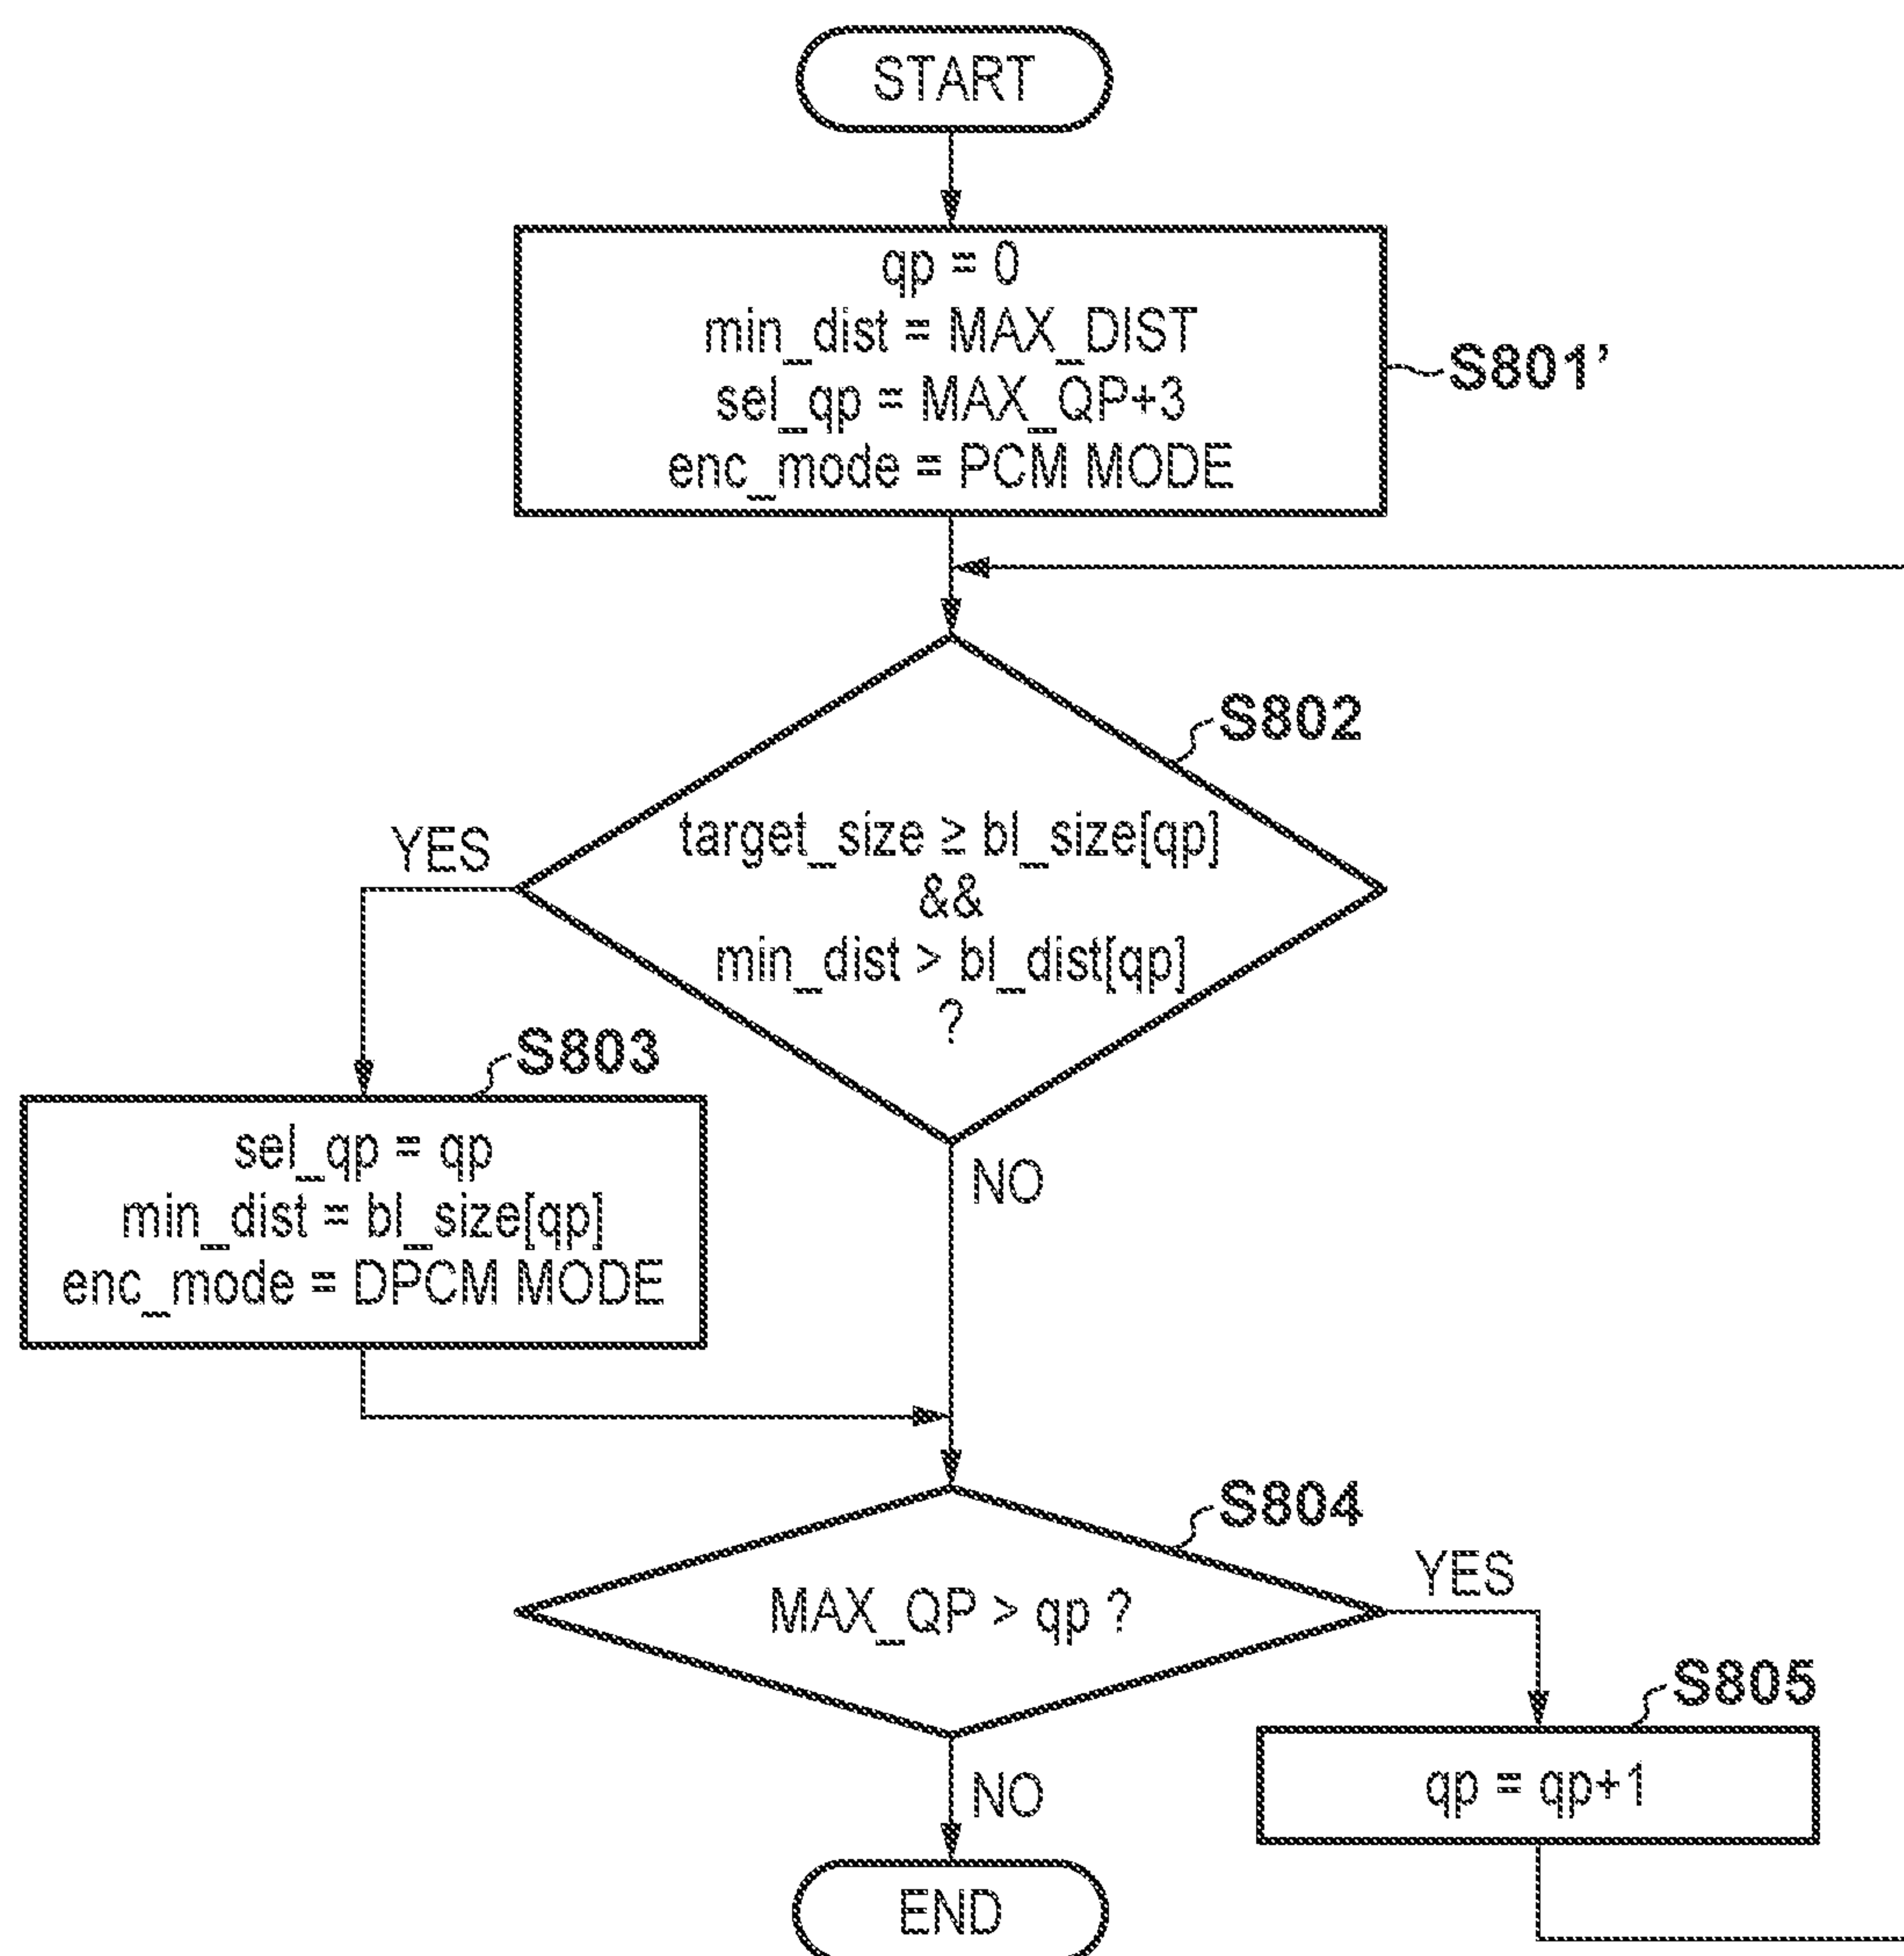 START
qp = 0
min_dist = MAX_DIST
sel_qp = MAX_QP+3
enc_mode = PCM MODE
S801’
S802
target_size ≥ bl_size[qp]
&&
min_dist > bl_dist[qp]
?
YES
NO
S803
sel_qp = qp
min_dist = bl_size[qp]
enc_mode = DPCM MODE
S804
MAX_QP > qp ?
YES
NO
S805
qp = qp+1
END